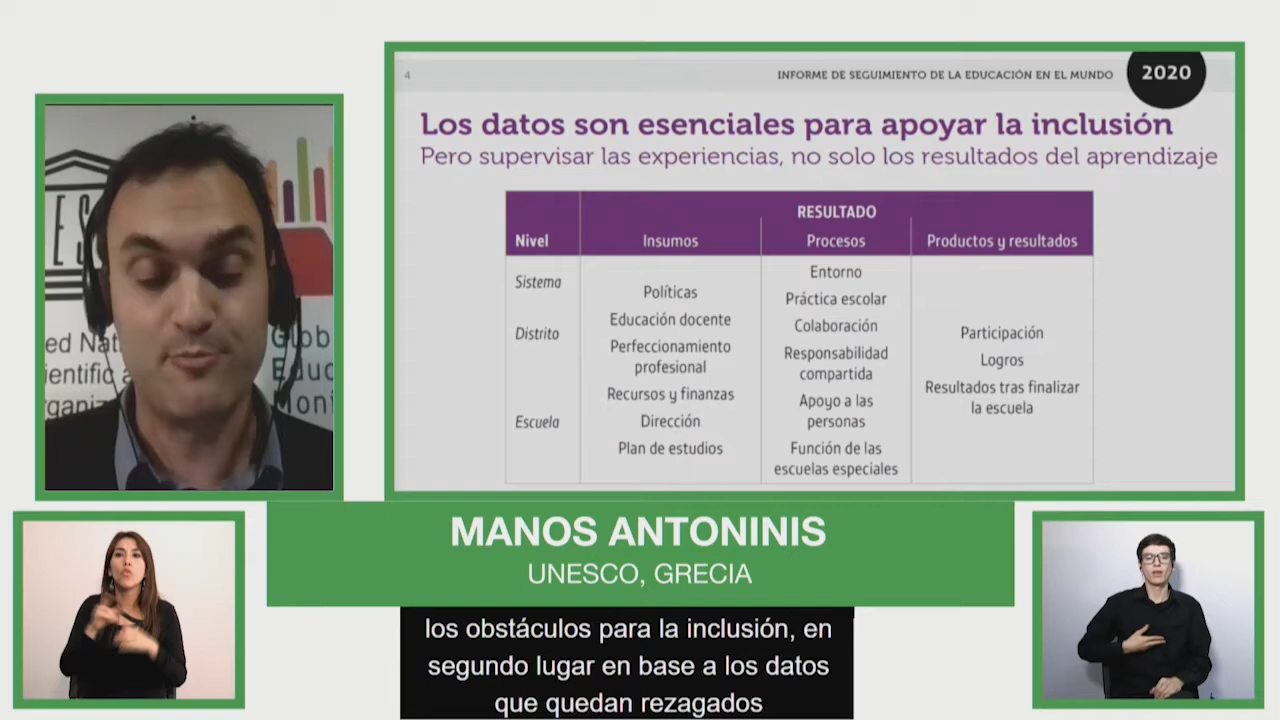 4
INFORME DE SEGUIMIENTO DE LA EDUCACIÓN EN EL MUNDO
2020
Los datos son esenciales para apoyar la inclusión
Pero supervisar las experiencias, no solo los resultados del aprendizaje
RESULTADO
Nivel
Insumos
Procesos
Productos y resultados
Sistema
Distrito
Escuela
Políticas
Educación docente
Perfeccionamiento
profesional
Recursos y finanzas
Dirección
Plan de estudios
Entorno
Práctica escolar
Colaboración
Responsabilidad
compartida
Apoyo a las
personas
Función de las
escuelas especiales
Participación
Logros
Resultados tras finalizar
la escuela
MANOS ANTONINIS
UNESCO, GRECIA
los obstáculos para la inclusión, en
segundo lugar en base a los datos
que quedan rezagados